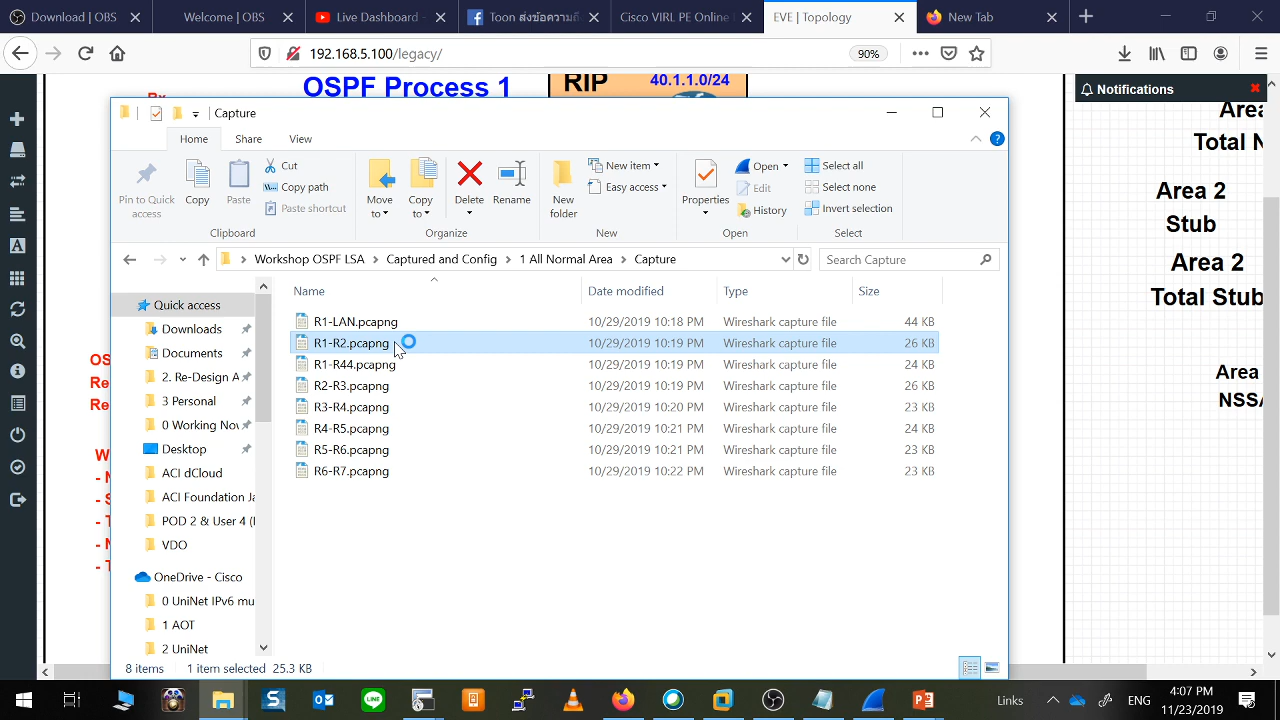 Download | OBS
Welcome | OBS
Live Dashboard -
Toon ส่งข้อความถึ
Cisco VIRL PE Online
EVE | Topology
New Tab
192.168.5.100/legacy/
90%
OSPF Process 1
RIP
40.1.1.0/24
Notifications
Area
Total N
Area 2
Stub
Area 2
Total Stub
Area
NSSA
OS
Re
Re
W
- N
- S
- T
- N
- T
Capture
Home
Share
View
Pin to Quick access
Copy
Paste
Cut
Copy path
Paste shortcut
Clipboard
Move to
Copy to
Delete
Rename
Organize
New folder
New item
Easy access
New
Properties
Open
Edit
History
Open
Select all
Select none
Invert selection
Select
Workshop OSPF LSA > Captured and Config > 1 All Normal Area > Capture
Search Capture
Name
Date modified
Type
Size
R1-LAN.pcapng 10/29/2019 10:18 PM Wireshark capture file 44 KB
R1-R2.pcapng 10/29/2019 10:19 PM Wireshark capture file 26 KB
R1-R44.pcapng 10/29/2019 10:19 PM Wireshark capture file 24 KB
R2-R3.pcapng 10/29/2019 10:19 PM Wireshark capture file 26 KB
R3-R4.pcapng 10/29/2019 10:20 PM Wireshark capture file 23 KB
R4-R5.pcapng 10/29/2019 10:21 PM Wireshark capture file 24 KB
R5-R6.pcapng 10/29/2019 10:21 PM Wireshark capture file 23 KB
R6-R7.pcapng 10/29/2019 10:22 PM Wireshark capture file 23 KB
Quick access
Downloads
Documents
2. Re-Design A
3 Personal
0 Working Nov
Desktop
ACI dCloud
ACI Foundation Ja
POD 2 & User 4 (I
VDO
OneDrive - Cisco
0 UniNet IPv6 mu
1 AOT
2 UniNet
8 items
1 item selected 25.3 KB
Links
ENG
4:07 PM
11/23/2019